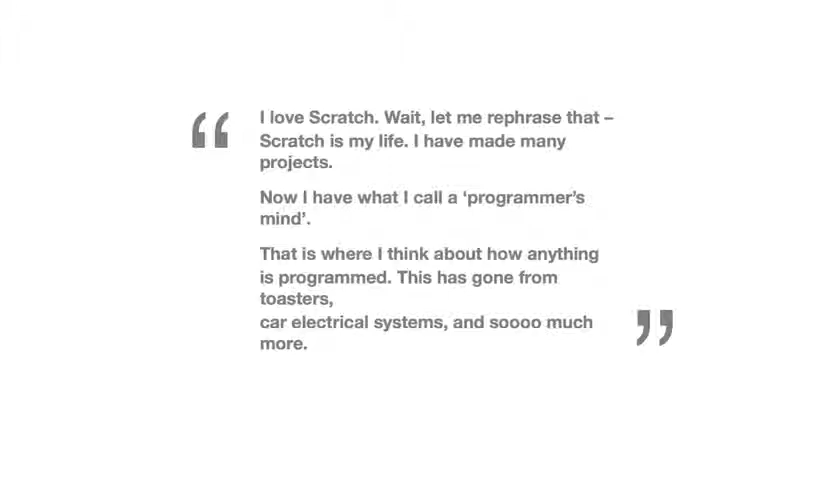 “
I love Scratch. Wait, let me rephrase that –
Scratch is my life. I have made many
projects.
Now I have what I call a ‘programmer’s
mind’.
That is where I think about how anything
is programmed. This has gone from
toasters,
car electrical systems, and soooo much
more.
”